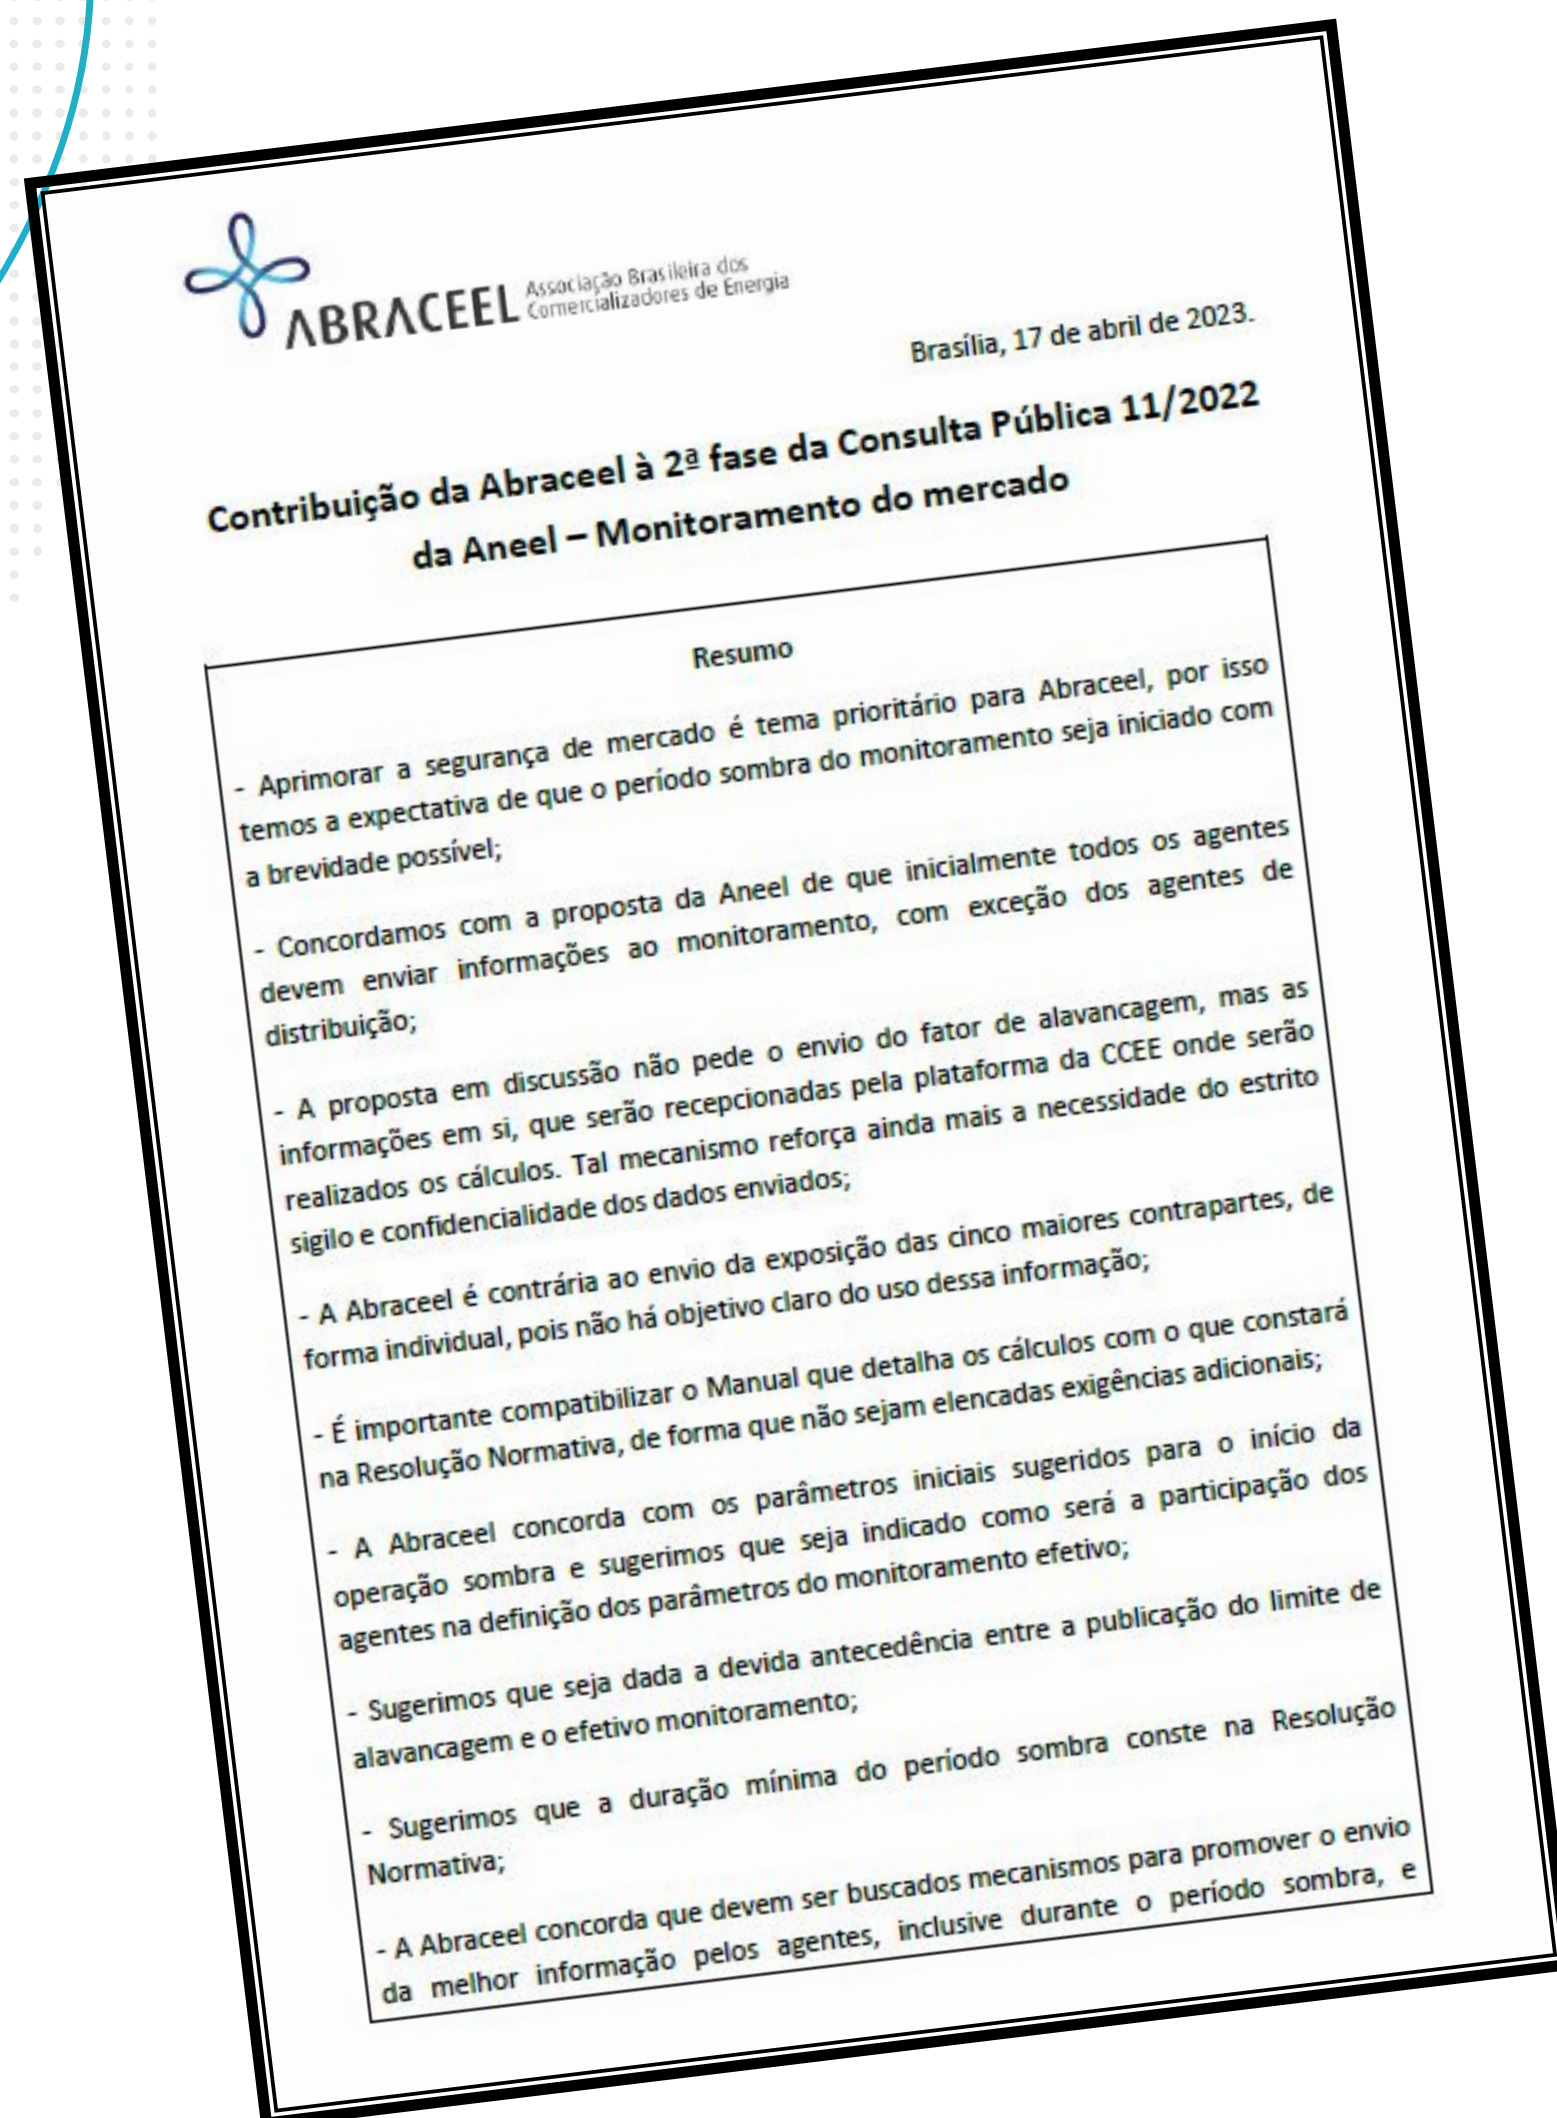 ABRACEEL Associação Brasileira dos
Comercializadores de Energia
Brasília, 17 de abril de 2023.
Contribuição da Abraceel à 2ª fase da Consulta Pública 11/2022
da Aneel – Monitoramento do mercado
Resumo
- Aprimorar a segurança de mercado é tema prioritário para Abraceel, por isso
temos a expectativa de que o período sombra do monitoramento seja iniciado com
a brevidade possível;
- Concordamos com a proposta da Aneel de que inicialmente todos os agentes
devem enviar informações ao monitoramento, com exceção dos agentes de
distribuição;
- A proposta em discussão não pede o envio do fator de alavancagem, mas as
informações em si, que serão recepcionadas pela plataforma da CCEE onde serão
realizados os cálculos. Tal mecanismo reforça ainda mais a necessidade do estrito
sigilo e confidencialidade dos dados enviados;
- A Abraceel é contrária ao envio da exposição das cinco maiores contrapartes, de
forma individual, pois não há objetivo claro do uso dessa informação;
- É importante compatibilizar o Manual que detalha os cálculos com o que constará
na Resolução Normativa, de forma que não sejam elencadas exigências adicionais;
- A Abraceel concorda com os parâmetros iniciais sugeridos para o início da
operação sombra e sugerimos que seja indicado como será a participação dos
agentes na definição dos parâmetros do monitoramento efetivo;
- Sugerimos que seja dada a devida antecedência entre a publicação do limite de
alavancagem e o efetivo monitoramento;
- Sugerimos que a duração mínima do período sombra conste na Resolução
Normativa;
- A Abraceel concorda que devem ser buscados mecanismos para promover o envio
da melhor informação pelos agentes, inclusive durante o período sombra, e